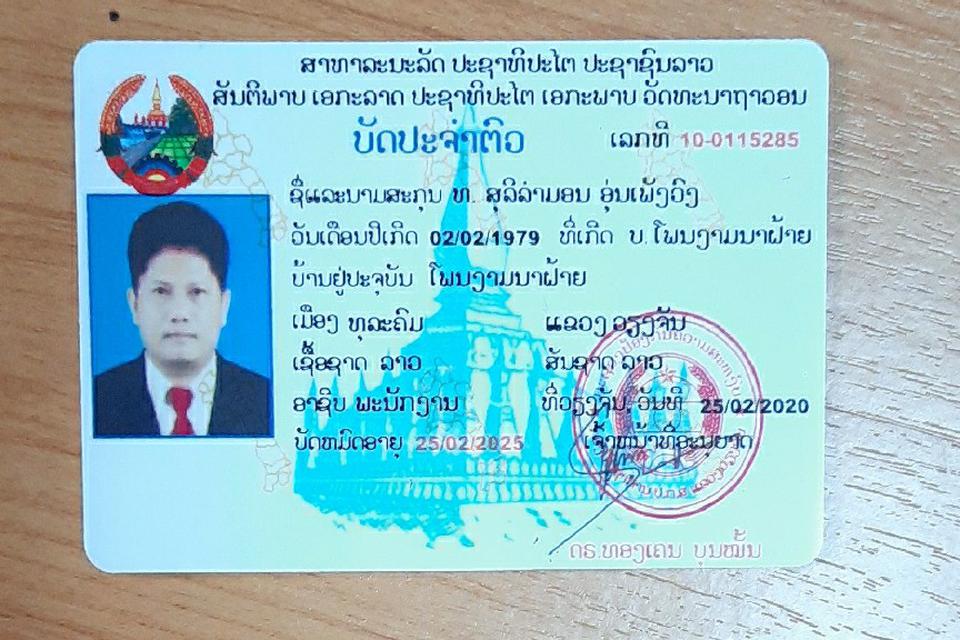 ສາທາລະນະລັດ ປະຊາທິປະໄຕ ປະຊາຊົນລາວ
ສັນຕິພາບ ເອກະລາດ ປະຊາທິປະໄຕ ເອກະພາບ ວັດທະນາຖາວອນ
ບັດປະຈຳຕົວ ເລກທີ 10-0115285
ຊື່ແລະນາມສະກຸນ ທ. ສຸລິລຳມອນ ອຸ່ນເພັງວົງ
ວັນເດືອນປີເກີດ 02/02/1979 ທີ່ເກີດ ບ. ໂພນງາມນາຝ້າຍ
ບ້ານຢູ່ປະຈຸບັນ ໂພນງາມນາຝ້າຍ
ເມືອງ ທຸລະຄົມ ແຂວງ ວຽງຈັນ
ເຊື້ອຊາດ ລາວ ສັນຊາດ ລາວ
ອາຊີບ ພະນັກງານ ທີ່ວຽງຈັນ, ວັນທີ 25/02/2020
ບັດໝົດອາຍຸ 25/02/2025 ເຈົ້າໜ້າທີ່ອະນຸຍາດ
ດຣ.ທອງເຄນ ບຸນໝັ້ນ